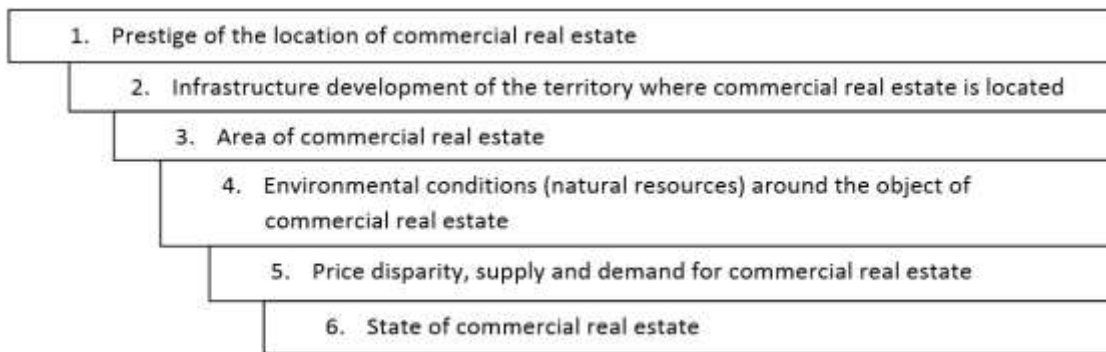 1. Prestige of the location of commercial real estate
2. Infrastructure development of the territory where commercial real estate is located
3. Area of commercial real estate
4. Environmental conditions (natural resources) around the object of
commercial real estate
5. Price disparity, supply and demand for commercial real estate
6. State of commercial real estate